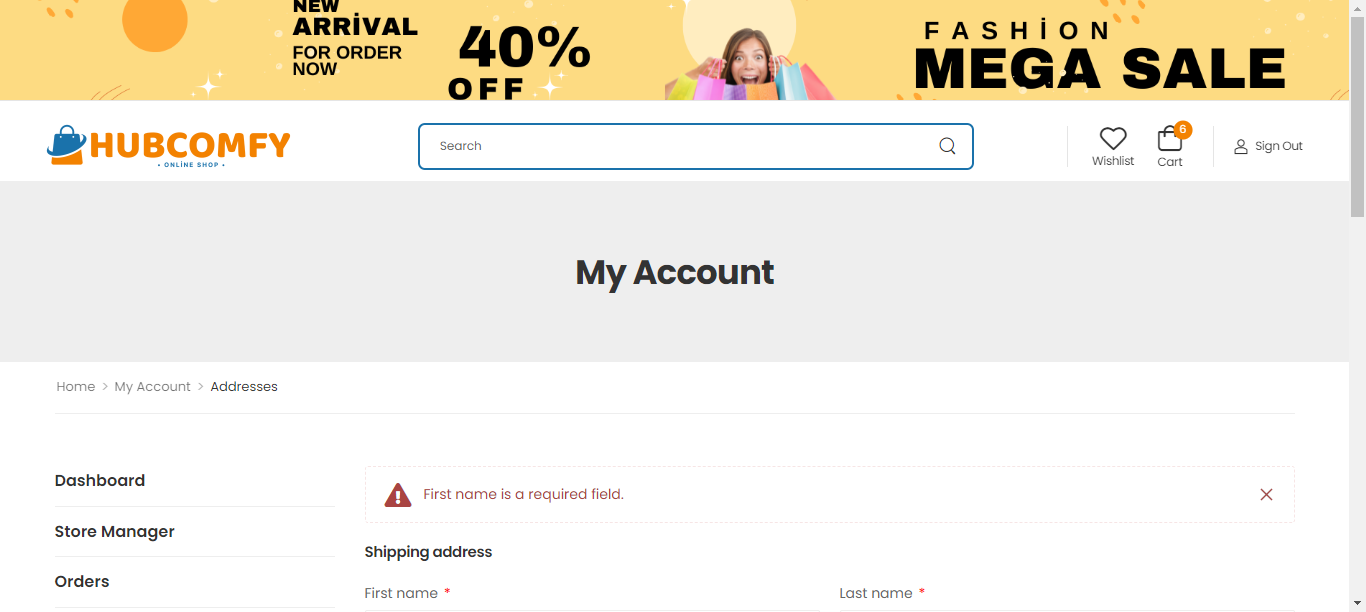 NEW
ARRİVAL
FOR ORDER
NOW
40%
OFF
FASHİON
MEGA SALE
HUBCOMFY
• ONLİNE SHOP •
Search
Wishlist
6
Cart
Sign Out
My Account
Home > My Account > Addresses
Dashboard
Store Manager
Orders
First name is a required field.
Shipping address
First name *
Last name *